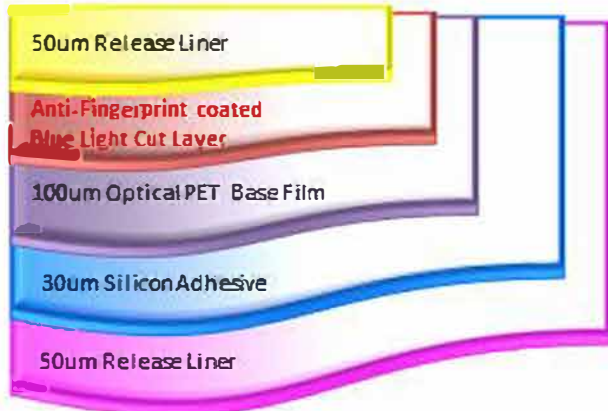 50um Release Liner
Anti-Fingerprint coated
Blue Light Cut Layer
100um Optical PET Base Film
30um Silicon Adhesive
50um Release Liner